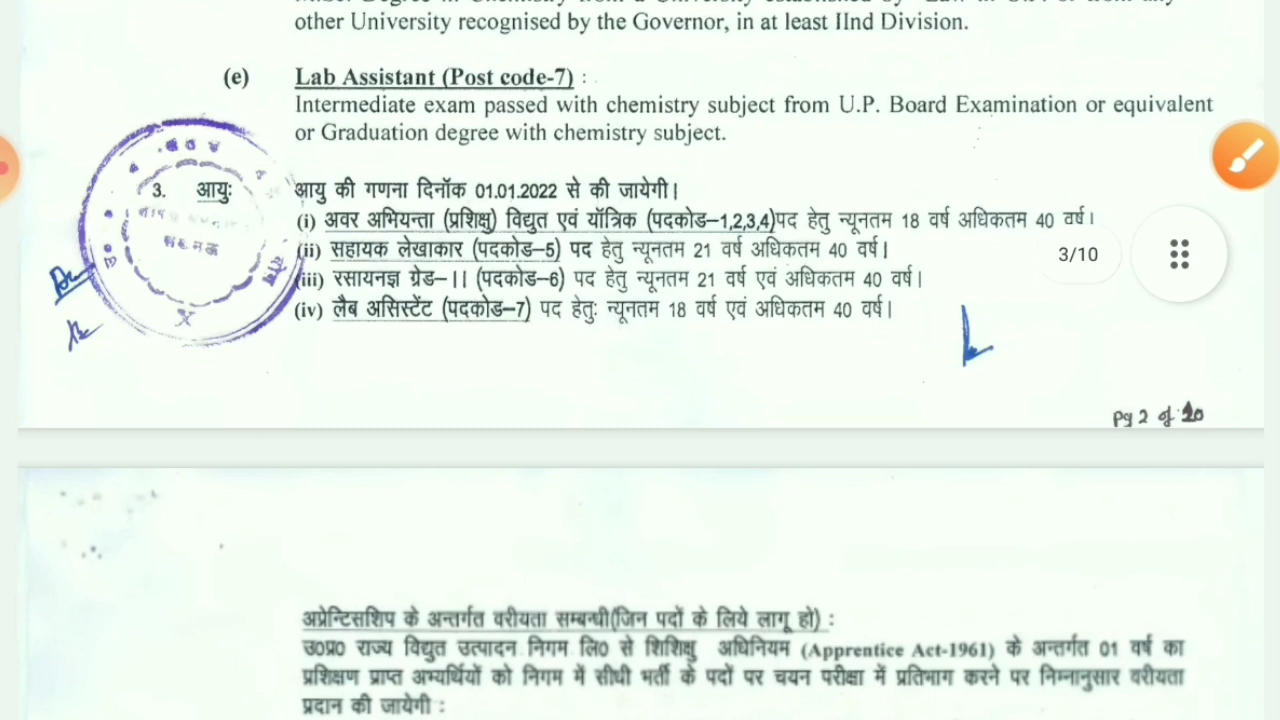 other University recognised by the Governor, in at least IInd Division.
(e) Lab Assistant (Post code-7) :
Intermediate exam passed with chemistry subject from U.P. Board Examination or equivalent
or Graduation degree with chemistry subject.
3. आयुः आयु की गणना दिनॉक 01.01.2022 से की जायेगी।
(i) अवर अभियन्ता (प्रशिक्षु) विद्युत एवं यॉत्रिक (पदकोड–1,2,3,4)पद हेतु न्यूनतम 18 वर्ष अधिकतम 40 वर्ष।
(ii) सहायक लेखाकार (पदकोड–5) पद हेतु न्यूनतम 21 वर्ष अधिकतम 40 वर्ष।
3/10
(iii) रसायनज्ञ ग्रेड–।। (पदकोड–6) पद हेतु न्यूनतम 21 वर्ष एवं अधिकतम 40 वर्ष।
(iv) लैब असिस्टेंट (पदकोड–7) पद हेतुः न्यूनतम 18 वर्ष एवं अधिकतम 40 वर्ष।
Pg 2 of 10
अप्रेन्टिसशिप के अन्तर्गत वरीयता सम्बन्धी(जिन पदों के लिये लागू हो) :
उ0प्र0 राज्य विद्युत उत्पादन निगम लि0 से शिशिक्षु अधिनियम (Apprentice Act-1961) के अन्तर्गत 01 वर्ष का
प्रशिक्षण प्राप्त अभ्यर्थियों को निगम में सीधी भर्ती के पदों पर चयन परीक्षा में प्रतिभाग करने पर निम्नानुसार वरीयता
प्रदान की जायेगी :